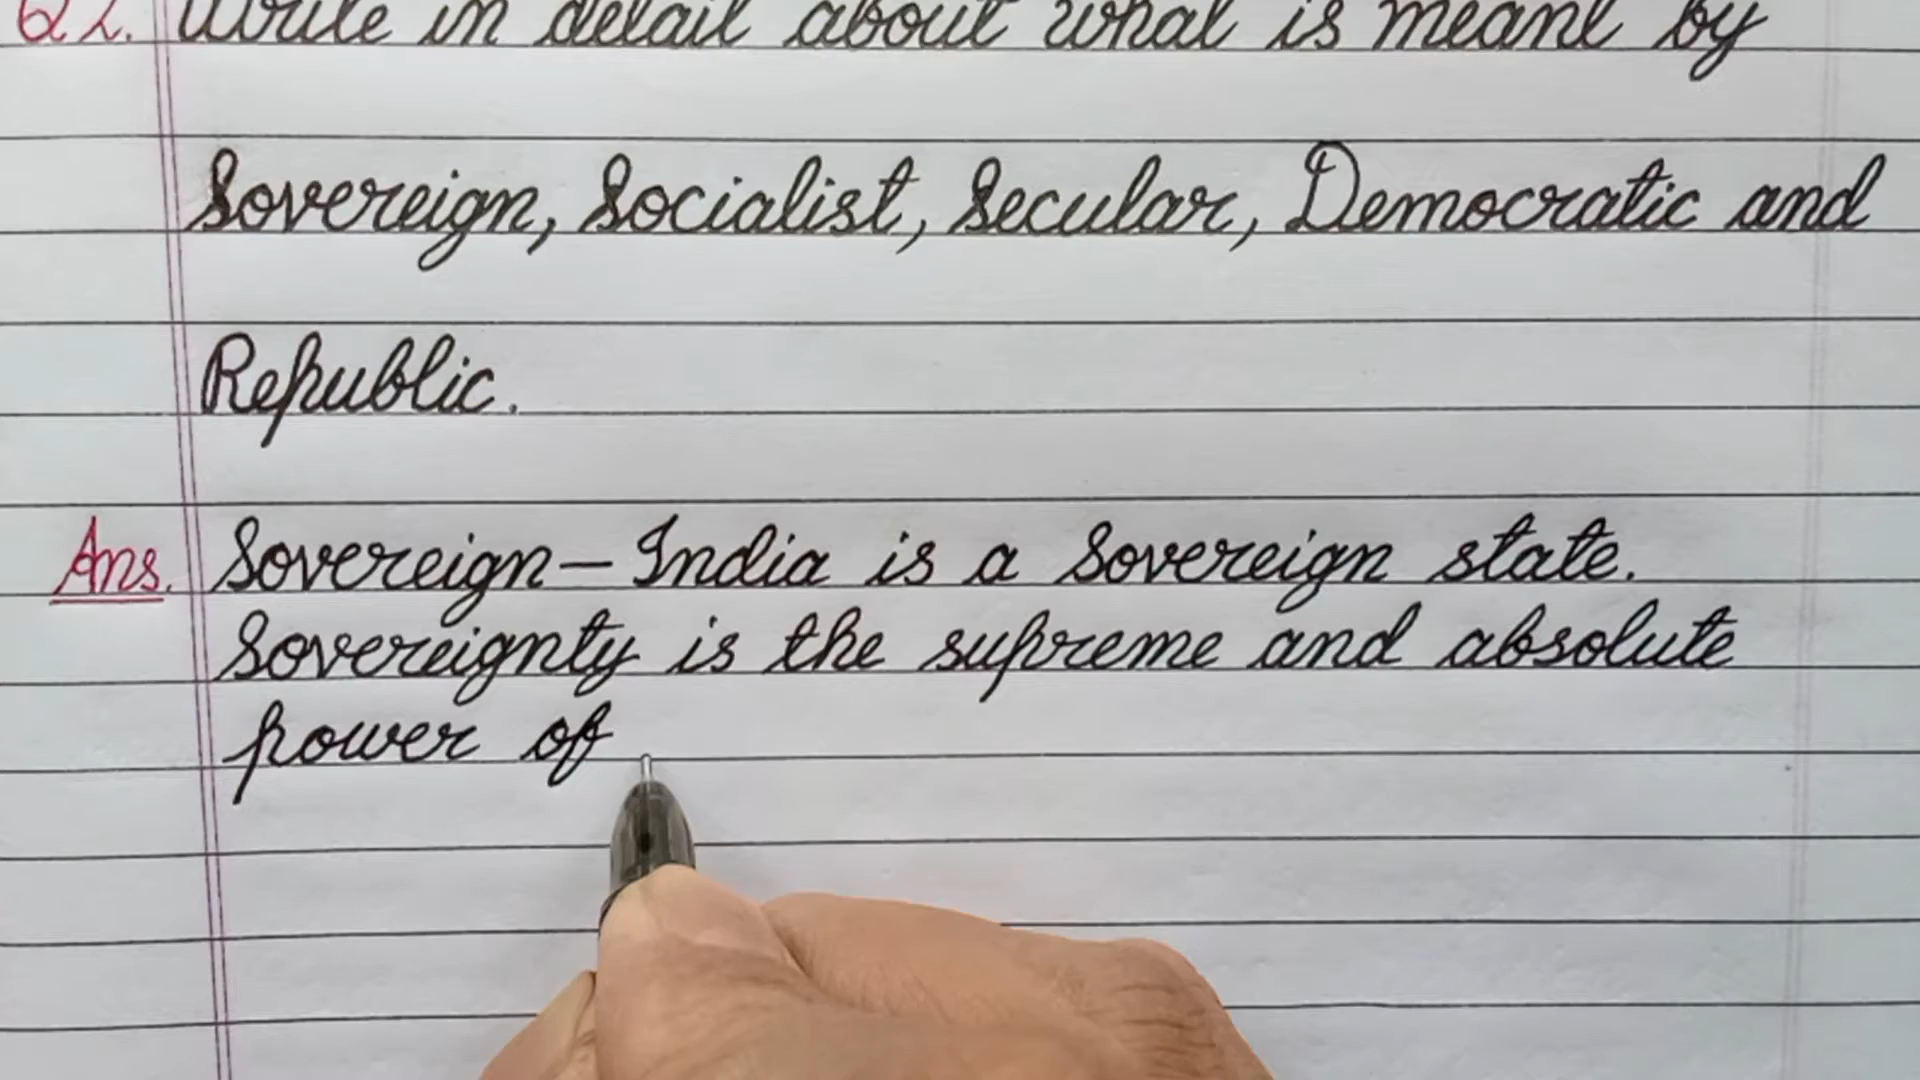 Q2. Write in detail about what is meant by
Sovereign, Socialist, Secular, Democratic and
Republic.
Ans. Sovereign - India is a Sovereign state.
Sovereignty is the supreme and absolute
power of